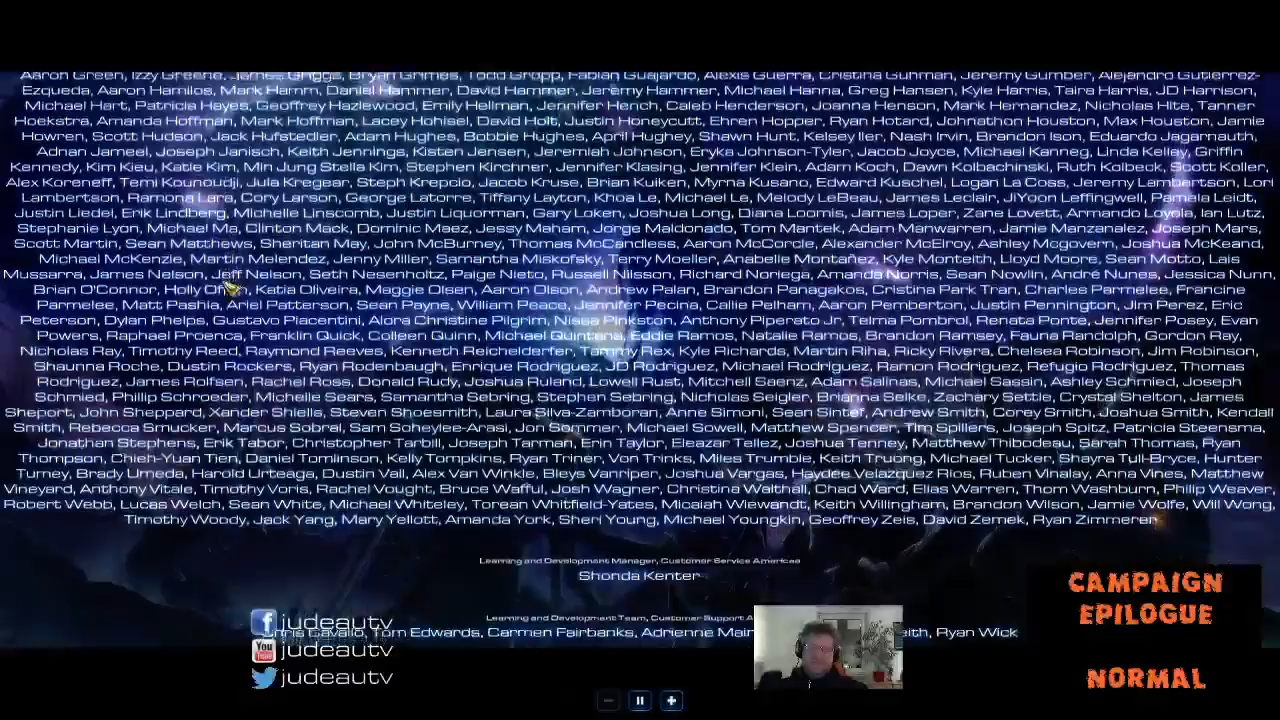 Aaron Green, Izzy Greene, James Griggs, Bryan Grimes, Todd Gropp, Fabian Guajardo, Alexis Guerra, Cristina Guhman, Jeremy Gumber, Alejandro Gutierrez-
Ezqueda, Aaron Hamilos, Mark Hamm, Daniel Hammer, David Hammer, Jeremy Hammer, Michael Hanna, Greg Hansen, Kyle Harris, Taira Harris, JD Harrison,
Michael Hart, Patricia Hayes, Geoffrey Hazlewood, Emily Hellman, Jennifer Hench, Caleb Henderson, Joanna Henson, Mark Hernandez, Nicholas Hite, Tanner
Hoekstra, Amanda Hoffman, Mark Hoffman, Lacey Hohisel, David Holt, Justin Honeycutt, Ehren Hopper, Ryan Hotard, Johnathon Houston, Max Houston, Jamie
Howren, Scott Hudson, Jack Hufstedler, Adam Hughes, Bobbie Hughes, April Hughey, Shawn Hunt, Kelsey Iler, Nash Irvin, Brandon Ison, Eduardo Jagarnauth,
Adnan Jameel, Joseph Janisch, Keith Jennings, Kisten Jensen, Jeremiah Johnson, Eryka Johnson-Tyler, Jacob Joyce, Michael Kanneg, Linda Kelley, Griffin
Kennedy, Kim Kieu, Katie Kim, Min Jung Stella Kim, Stephen Kirchner, Jennifer Klasing, Jennifer Klein, Adam Koch, Dawn Kolbachinski, Ruth Kolbeck, Scott Koller,
Alex Koreneff, Temi Kounoudji, Jula Kregear, Steph Krepcio, Jacob Kruse, Brian Kuiken, Myrna Kusano, Edward Kuschel, Logan La Coss, Jeremy Lambertson, Lori
Lambertson, Ramona Lara, Cory Larson, George Latorre, Tiffany Layton, Khoa Le, Michael Le, Melody LeBeau, James Leclair, JiYoon Leffingwell, Pamela Leidt,
Justin Liedel, Erik Lindberg, Michelle Linscomb, Justin Liquorman, Gary Loken, Joshua Long, Diana Loomis, James Loper, Zane Lovett, Armando Loyola, Ian Lutz,
Stephanie Lyon, Michael Ma, Clinton Mack, Dominic Maez, Jessy Maham, Jorge Maldonado, Tom Mantek, Adam Manwarren, Jamie Manzanalez, Joseph Mars,
Scott Martin, Sean Matthews, Sheritan May, John McBurney, Thomas McCandless, Aaron McCorcle, Alexander McElroy, Ashley Mcgovern, Joshua McKeand,
Michael McKenzie, Martin Melendez, Jenny Miller, Samantha Miskofsky, Terry Moeller, Anabelle Montañez, Kyle Monteith, Lloyd Moore, Sean Motto, Lais
Mussarra, James Nelson, Jeff Nelson, Seth Nesenholtz, Paige Nieto, Russell Nilsson, Richard Noriega, Amanda Norris, Sean Nowlin, André Nunes, Jessica Nunn,
Brian O'Connor, Holly Katia Oliveira, Maggie Olsen, Aaron Olson, Andrew Palan, Brandon Panagakos, Cristina Park Tran, Charles Parmelee, Francine
Parmelee, Matt Pashia, Ariel Patterson, Sean Payne, William Peace, Jennifer Pecina, Callie Pelham, Aaron Pemberton, Justin Pennington, Jim Perez, Eric
Peterson, Dylan Phelps, Gustavo Piacentini, Alora Christine Pilgrim, Nissa Pinkston, Anthony Piperato Jr, Telma Pombrol, Renata Ponte, Jennifer Posey, Evan
Powers, Raphael Proenca, Franklin Quick, Colleen Quinn, Michael Quintana, Eddie Ramos, Natalie Ramos, Brandon Ramsey, Fauna Randolph, Gordon Ray,
Nicholas Ray, Timothy Reed, Raymond Reeves, Kenneth Reichelderfer, Tammy Rex, Kyle Richards, Martin Riha, Ricky Rivera, Chelsea Robinson, Jim Robinson,
Shaunna Roche, Dustin Rockers, Ryan Rodenbaugh, Enrique Rodriguez, JD Rodriguez, Michael Rodriguez, Ramon Rodriguez, Refugio Rodriguez, Thomas
Rodriguez, James Rolfsen, Rachel Ross, Donald Rudy, Joshua Ruland, Lowell Rust, Mitchell Saenz, Adam Salinas, Michael Sassin, Ashley Schmied, Joseph
Schmied, Phillip Schroeder, Michelle Sears, Samantha Sebring, Stephen Sebring, Nicholas Seigler, Brianna Selke, Zachary Settle, Crystal Shelton, James
Sheport, John Sheppard, Xander Shiells, Steven Shoesmith, Laura Silva-Zamboran, Anne Simoni, Sean Sintef, Andrew Smith, Corey Smith, Joshua Smith, Kendall
Smith, Rebecca Smucker, Marcus Sobral, Sam Soheylee-Arasi, Jon Sommer, Michael Sowell, Matthew Spencer, Tim Spillers, Joseph Spitz, Patricia Steensma,
Jonathan Stephens, Erik Tabor, Christopher Tarbill, Joseph Tarman, Erin Taylor, Eleazar Tellez, Joshua Tenney, Matthew Thibodeau, Sarah Thomas, Ryan
Thompson, Chieh-Yuan Tien, Daniel Tomlinson, Kelly Tompkins, Ryan Triner, Von Trinks, Miles Trumble, Keith Truong, Michael Tucker, Shayra Tull-Bryce, Hunter
Turney, Brady Umeda, Harold Urteaga, Dustin Vail, Alex Van Winkle, Bleys Vanriper, Joshua Vargas, Haydee Velazquez Rios, Ruben Vinalay, Anna Vines, Matthew
Vineyard, Anthony Vitale, Timothy Voris, Rachel Vought, Bruce Wafful, Josh Wagner, Christina Walthall, Chad Ward, Elias Warren, Thom Washburn, Philip Weaver,
Robert Webb, Lucas Welch, Sean White, Michael Whiteley, Torean Whitfield-Yates, Micaiah Wiewandt, Keith Willingham, Brandon Wilson, Jamie Wolfe, Will Wong,
Timothy Woody, Jack Yang, Mary Yellott, Amanda York, Sheri Young, Michael Youngkin, Geoffrey Zeis, David Zemek, Ryan Zimmerer
Learning and Development Manager, Customer Service Americas
Shonda Kenter
Learning and Development Team, Customer Support
Chris Cavallo, Tom Edwards, Carmen Fairbanks, Adrienne Ryan Wick
judeautv
judeautv
judeautv
CAMPAIGN
EPILOGUE
NORMAL